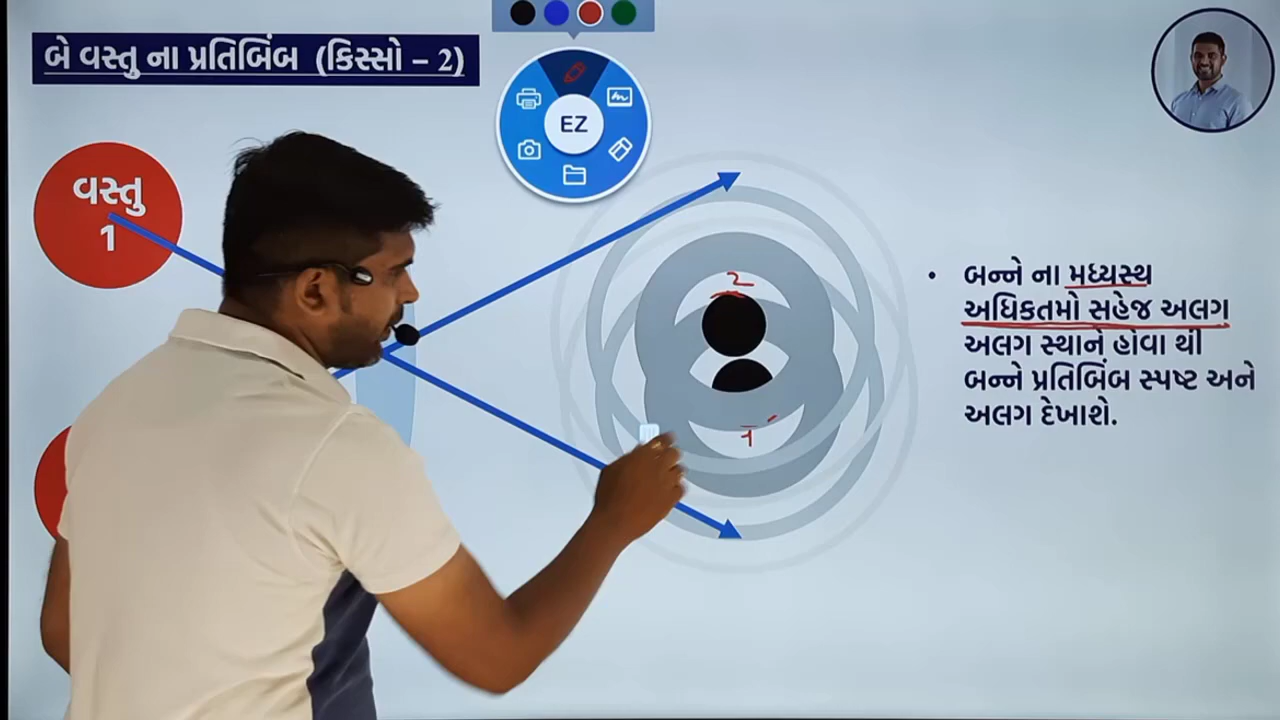 બે વસ્તુ ના પ્રતિબિંબ (કિસ્સો – 2)
EZ
વસ્તુ
1
2
1
• બન્ને ના મધ્યસ્થ
અધિકતમો સહેજ અલગ
અલગ સ્થાને હોવા થી
બન્ને પ્રતિબિંબ સ્પષ્ટ અને
અલગ દેખાશે.